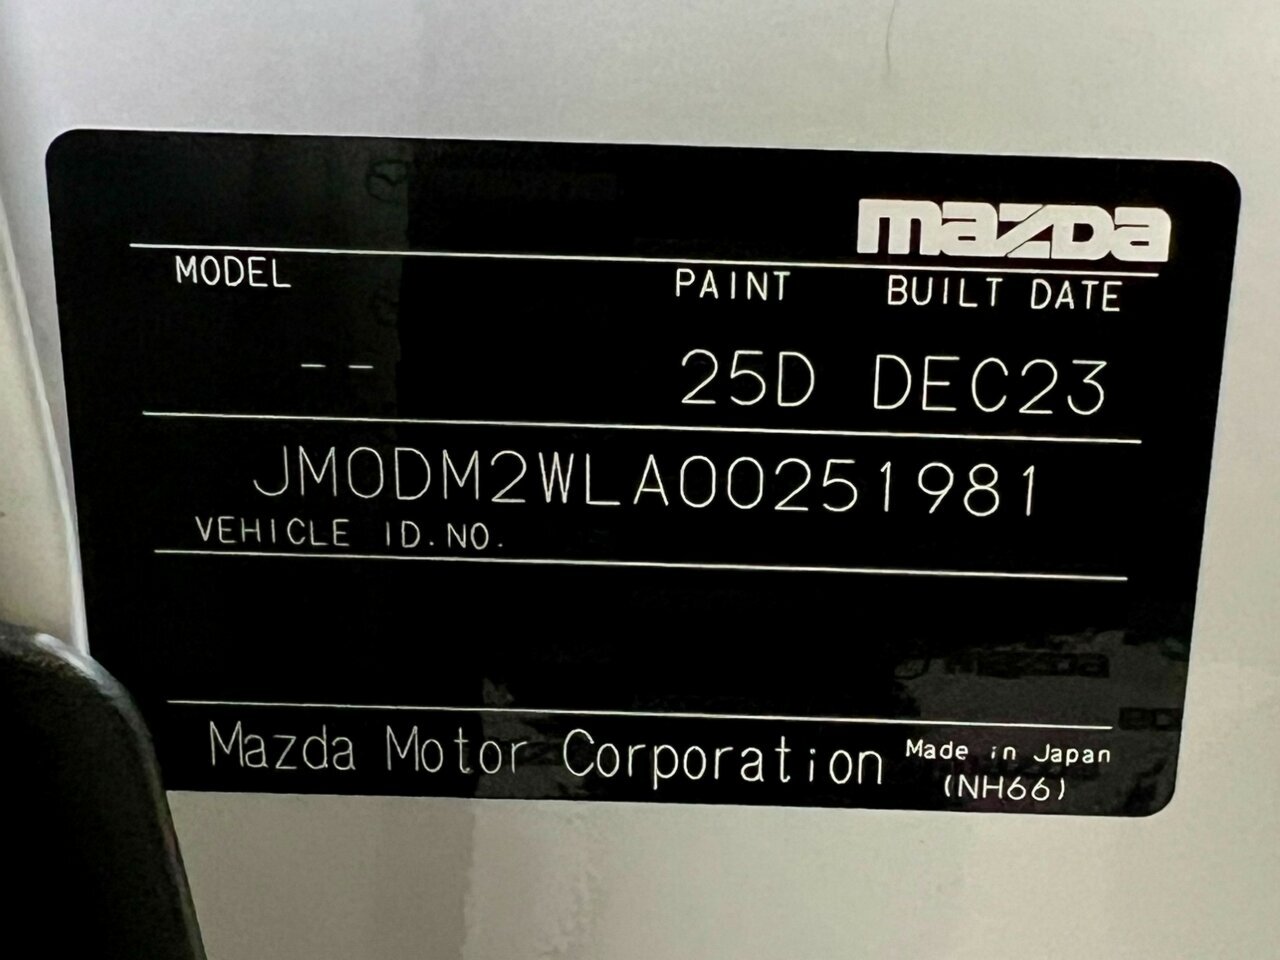 mazda
MODEL PAINT BUILT DATE
-- 25D DEC23
JM0DM2WLA00251981
VEHICLE ID.NO.
Mazda Motor Corporation Made in Japan
(NH66)